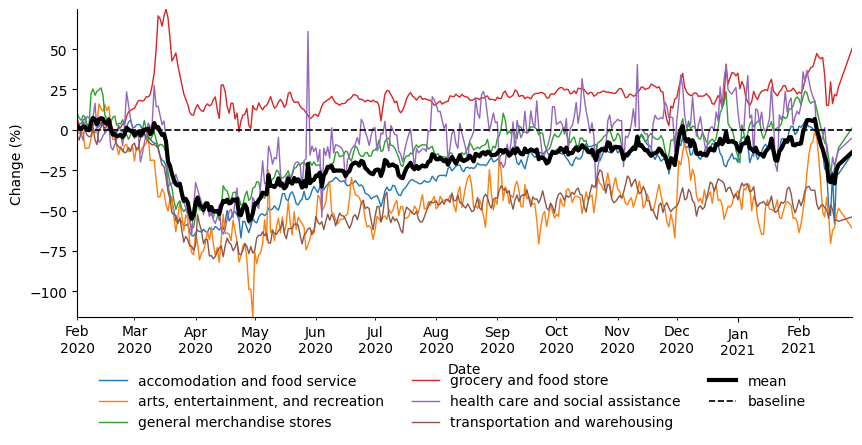 Change (%)
50
25
0
−25
−50
−75
−100
Feb 2020
Mar 2020
Apr 2020
May 2020
Jun 2020
Jul 2020
Aug 2020
Sep 2020
Oct 2020
Nov 2020
Dec 2020
Jan 2021
Feb 2021
Date
accomodation and food service
arts, entertainment, and recreation
general merchandise stores
grocery and food store
health care and social assistance
transportation and warehousing
mean
baseline